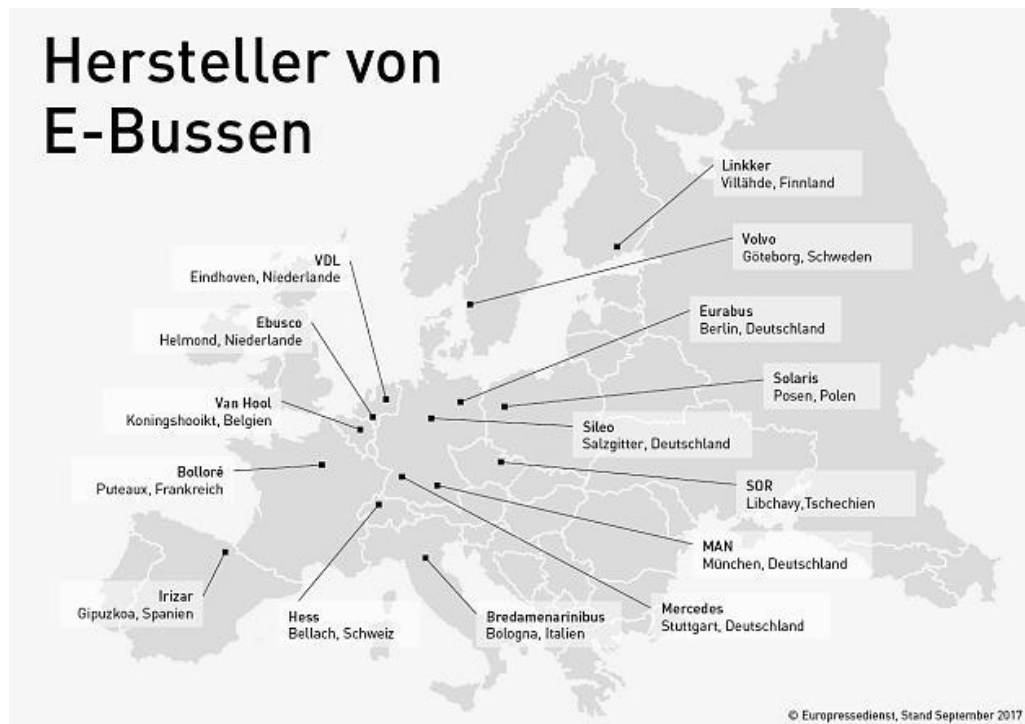 Hersteller von
E-Bussen
Linkker
Villähde, Finnland
Volvo
Göteborg, Schweden
VDL
Eindhoven, Niederlande
Eurabus
Berlin, Deutschland
Ebusco
Helmond, Niederlande
Solaris
Posen, Polen
Van Hool
Koningshooikt, Belgien
Sileo
Salzgitter, Deutschland
Bolloré
Puteaux, Frankreich
SOR
Libchavy,Tschechien
MAN
München, Deutschland
Irizar
Gipuzkoa, Spanien
Hess
Bellach, Schweiz
Bredamenarinibus
Bologna, Italien
Mercedes
Stuttgart, Deutschland
© Europressedienst, Stand September 2017